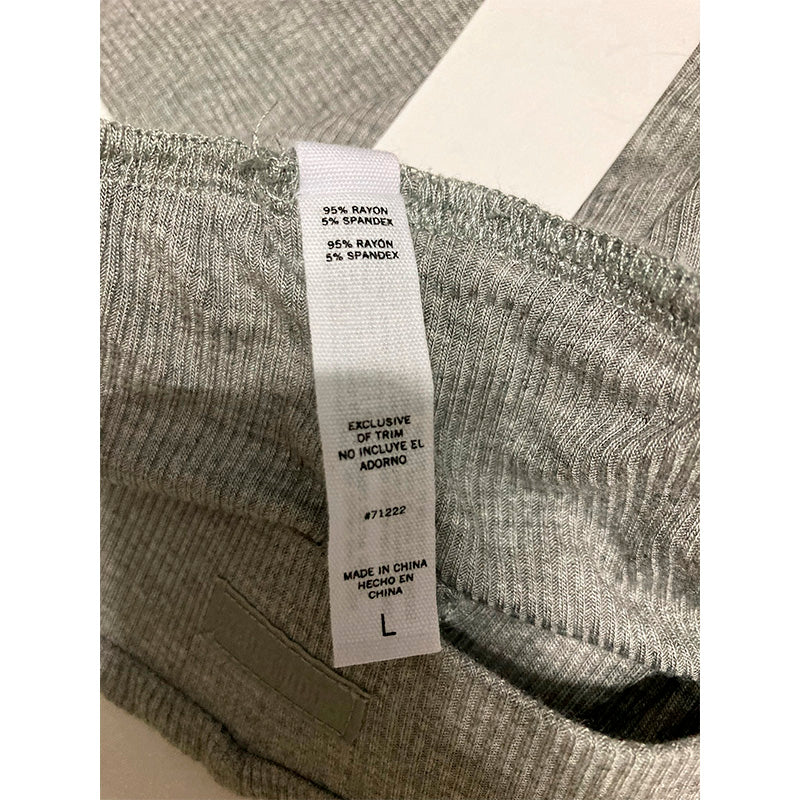 95% RAYON
5% SPANDEX
95% RAYON
5% SPANDEX
EXCLUSIVE
OF TRIM
NO INCLUYE EL
ADORNO
#71222
MADE IN CHINA
HECHO EN
CHINA
L